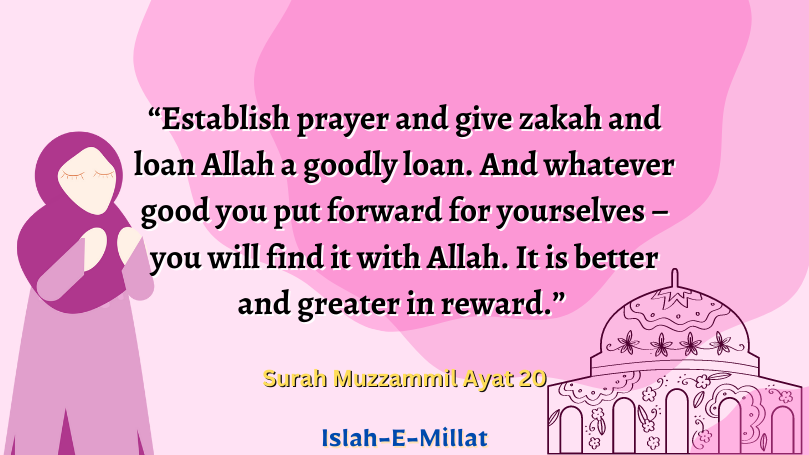 “Establish prayer and give zakah and
loan Allah a goodly loan. And whatever
good you put forward for yourselves –
you will find it with Allah. It is better
and greater in reward.”
Surah Muzzammil Ayat 20
Islah-E-Millat